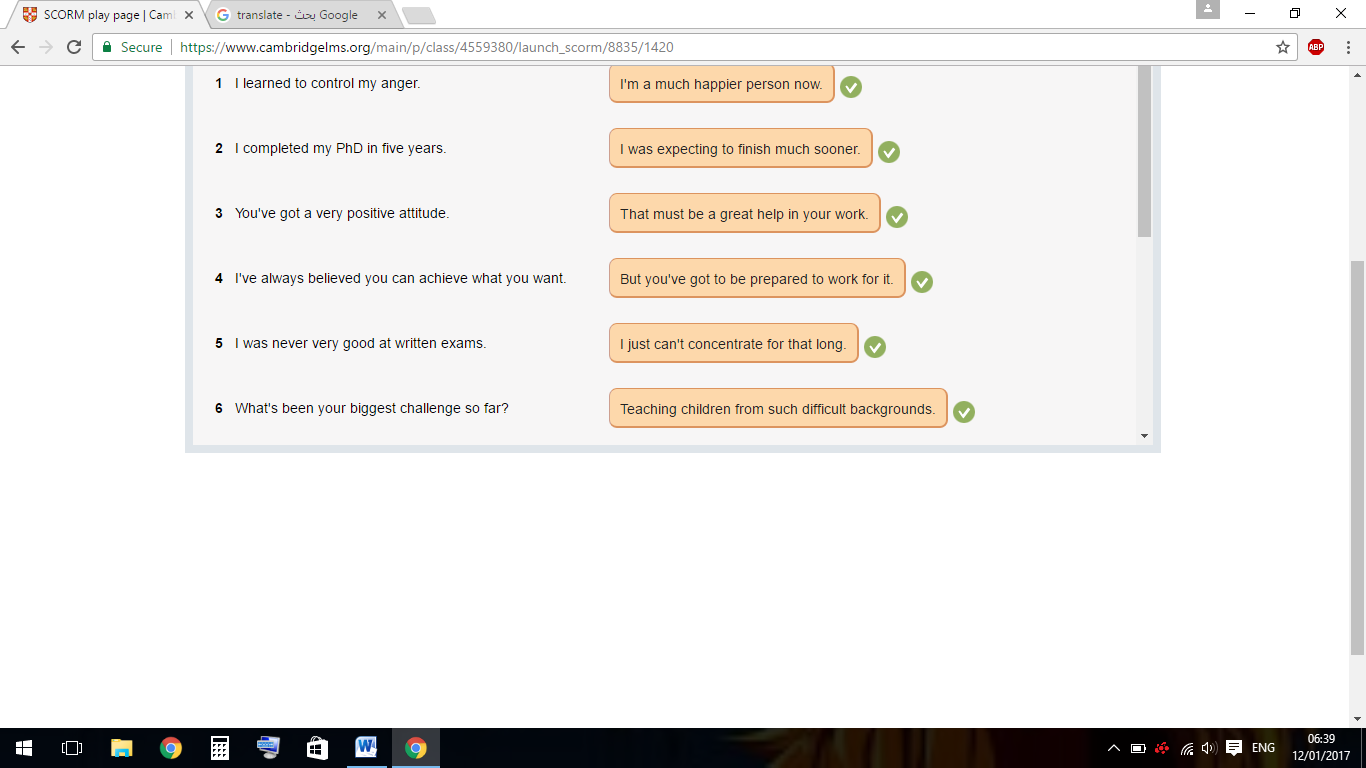 SCORM play page | Cam
translate - بحث Google
Secure
https://www.cambridgelms.org/main/p/class/4559380/launch_scorm/8835/1420
ABP
1 I learned to control my anger. I'm a much happier person now.
2 I completed my PhD in five years. I was expecting to finish much sooner.
3 You've got a very positive attitude. That must be a great help in your work.
4 I've always believed you can achieve what you want. But you've got to be prepared to work for it.
5 I was never very good at written exams. I just can't concentrate for that long.
6 What's been your biggest challenge so far? Teaching children from such difficult backgrounds.
ENG
06:39
12/01/2017